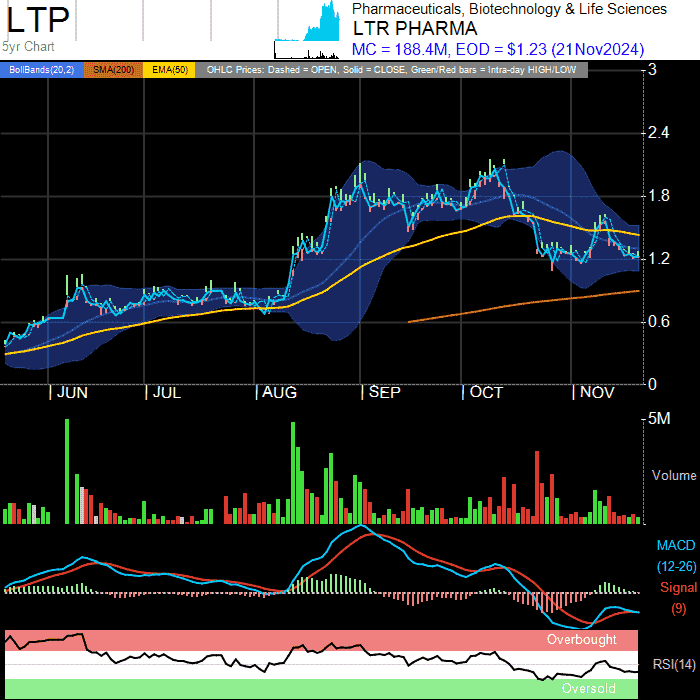 LTP
Pharmaceuticals, Biotechnology & Life Sciences
LTR PHARMA
5yr Chart
MC = 188.4M, EOD = $1.23 (21Nov2024)
BollBands(20,2) SMA(200) EMA(50) OHLC Prices: Dashed = OPEN, Solid = CLOSE, Green/Red bars = Intra-day HIGH/LOW
3
2.4
1.8
1.2
0.6
0
JUN JUL AUG SEP OCT NOV
5M
Volume
MACD
(12-26)
Signal
(9)
Overbought
RSI(14)
Oversold